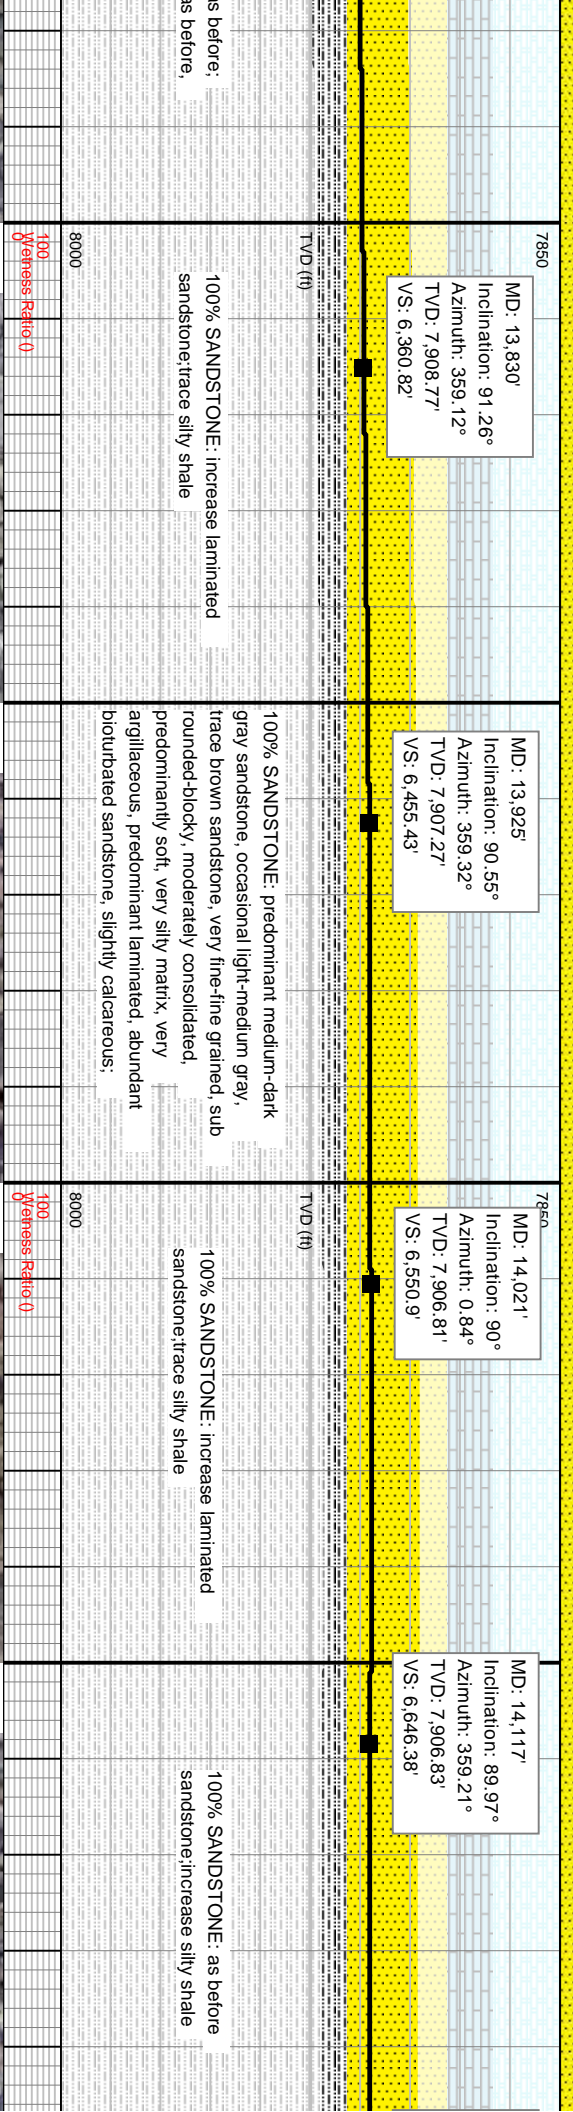 s before;
as before,
7850
8000
TVD (ft)
100
0
Wetness Ratio ()
MD: 13,830'
Inclination: 91.26°
Azimuth: 359.12°
TVD: 7,908.77'
VS: 6,360.82'
100% SANDSTONE: increase laminated
sandstone;trace silty shale
MD: 13,925'
Inclination: 90.55°
Azimuth: 359.32°
TVD: 7,907.27'
VS: 6,455.43'
100% SANDSTONE: predominant medium-dark
gray sandstone, occasional light-medium gray,
trace brown sandstone, very fine-fine grained, sub
rounded-blocky, moderately consolidated,
predominantly soft, very silty matrix, very
argillaceous, predominant laminated, abundant
bioturbated sandstone, slightly calcareous;
7850
8000
TVD (ft)
100
0
Wetness Ratio ()
MD: 14,021'
Inclination: 90°
Azimuth: 0.84°
TVD: 7,906.81'
VS: 6,550.9'
100% SANDSTONE: increase laminated
sandstone;trace silty shale
MD: 14,117'
Inclination: 89.97°
Azimuth: 359.21°
TVD: 7,906.83'
VS: 6,646.38'
100% SANDSTONE: as before
sandstone;increase silty shale